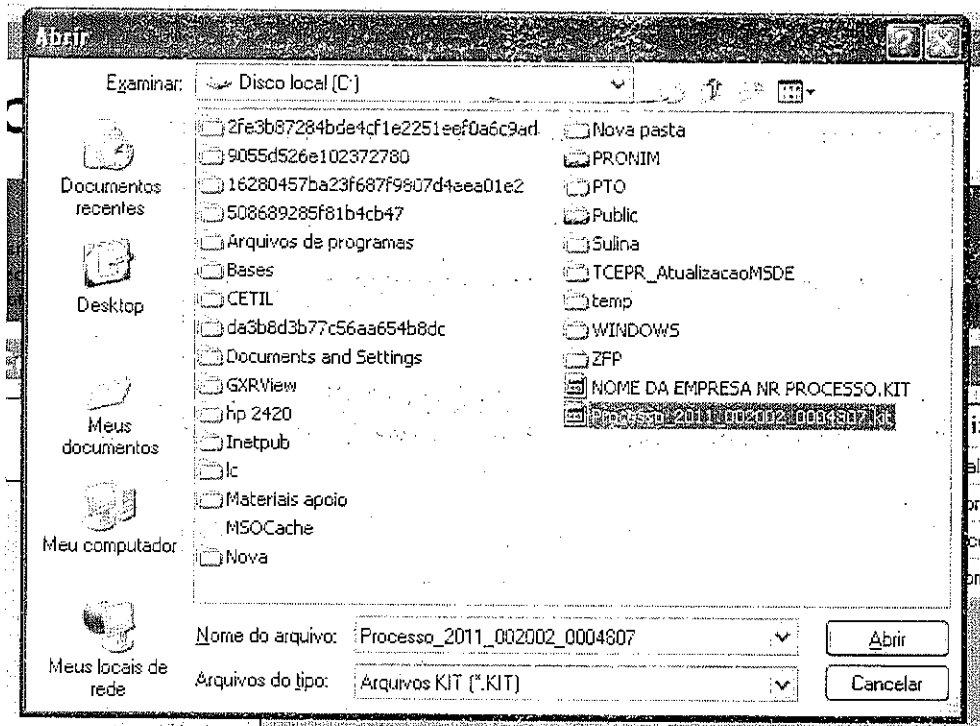 Abrir
Examinar: Disco local (C:)
2fe3b87284bde4cf1e2251eef0a6c9ad
9055d526e102372780
16280457ba23f687f9807d4aea01e2
508689285f81b4cb47
Arquivos de programas
Bases
CETIL
da3b8d3b77c56aa654b8dc
Documents and Settings
GXRView
hp 2420
Inetpub
lc
Materiais apoio
MSOCache
Nova
Nova pasta
PRONIM
PTO
Public
Sulina
TCEPR_AtualizacaoMSDE
temp
WINDOWS
ZFP
NOME DA EMPRESA NR PROCESSO.KIT
Processo_2011_002002_0004807.kit
Documentos
recentes
Desktop
Meus
documentos
Meu computador
Meus locais de
rede
Nome do arquivo: Processo_2011_002002_0004807
Abrir
Arquivos do tipo: Arquivos KIT (*.KIT)
Cancelar